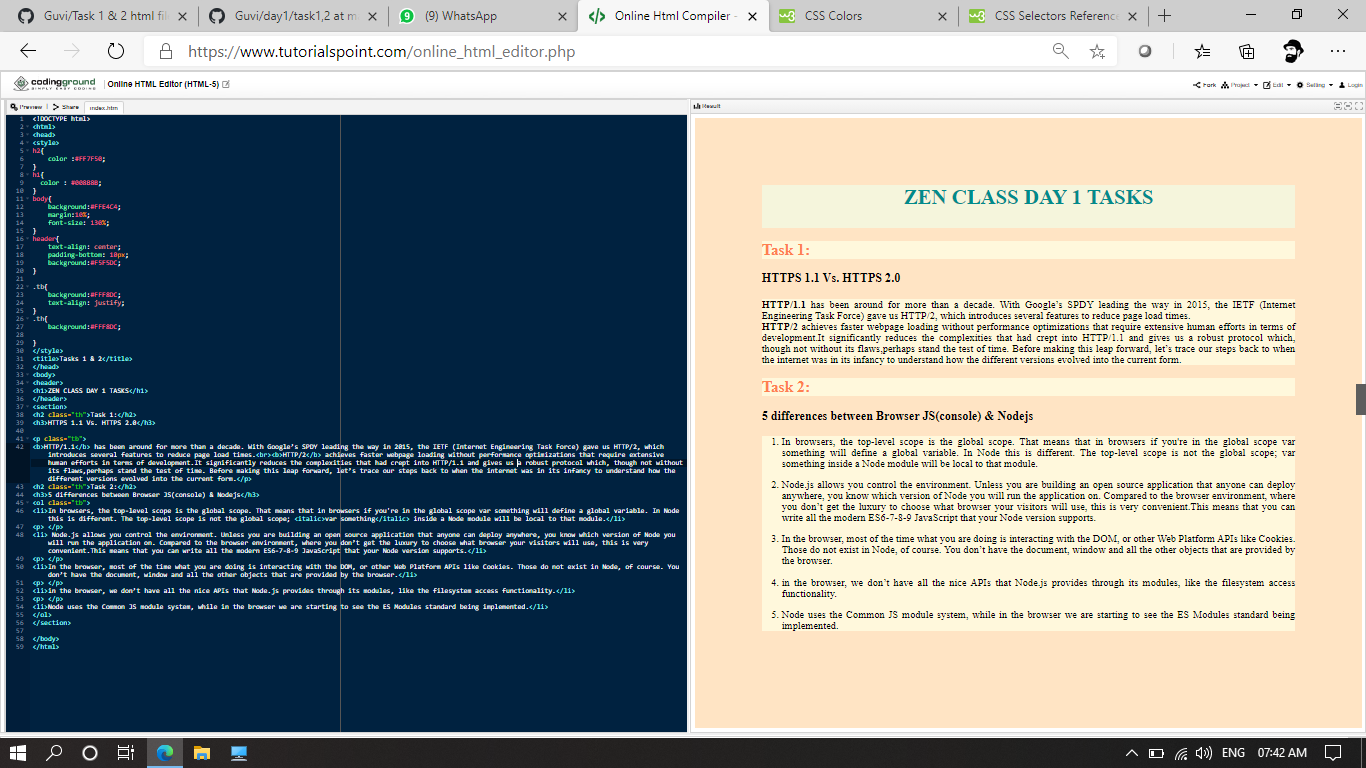 Guvi/Task 1 & 2 html fil
Guvi/day1/task1,2 at m
(9) WhatsApp
Online Html Compiler -
CSS Colors
CSS Selectors Reference
https://www.tutorialspoint.com/online_html_editor.php
codingground
SIMPLY EASY CODING
Online HTML Editor (HTML-5)
Fork Project Edit Setting Login
Preview Share index.htm
Result
1 <!DOCTYPE html>
2 <html>
3 <head>
4 <style>
5 h2{
6 color :#FF7F50;
7 }
8 h1{
9 color : #008B8B;
10 }
11 body{
12 background:#FFE4C4;
13 margin:10%;
14 font-size: 130%;
15 }
16 header{
17 text-align: center;
18 padding-bottom: 10px;
19 background:#F5F5DC;
20 }
21
22 .tb{
23 background:#FFF8DC;
24 text-align: justify;
25 }
26 .th{
27 background:#FFF8DC;
28
29 }
30 </style>
31 <title>Tasks 1 & 2</title>
32 </head>
33 <body>
34 <header>
35 <h1>ZEN CLASS DAY 1 TASKS</h1>
36 </header>
37 <section>
38 <h2 class="th">Task 1:</h2>
39 <h3>HTTPS 1.1 Vs. HTTPS 2.0</h3>
40
41 <p class="tb">
42 <b>HTTP/1.1</b> has been around for more than a decade. With Google's SPDY leading the way in 2015, the IETF (Internet Engineering Task Force) gave us HTTP/2, which
introduces several features to reduce page load times.<br><b>HTTP/2</b> achieves faster webpage loading without performance optimizations that require extensive
human efforts in terms of development.It significantly reduces the complexities that had crept into HTTP/1.1 and gives us a robust protocol which, though not without
its flaws,perhaps stand the test of time. Before making this leap forward, let's trace our steps back to when the internet was in its infancy to understand how the
different versions evolved into the current form.</p>
43 <h2 class="th">Task 2:</h2>
44 <h3>5 differences between Browser JS(console) & Nodejs</h3>
45 <ol class="tb">
46 <li>In browsers, the top-level scope is the global scope. That means that in browsers if you're in the global scope var something will define a global variable. In Node
this is different. The top-level scope is not the global scope; <italic>var something</italic> inside a Node module will be local to that module.</li>
47 <p> </p>
48 <li> Node.js allows you control the environment. Unless you are building an open source application that anyone can deploy anywhere, you know which version of Node you
will run the application on. Compared to the browser environment, where you don't get the luxury to choose what browser your visitors will use, this is very
convenient.This means that you can write all the modern ES6-7-8-9 JavaScript that your Node version supports.</li>
49 <p> </p>
50 <li>In the browser, most of the time what you are doing is interacting with the DOM, or other Web Platform APIs like Cookies. Those do not exist in Node, of course. You
don't have the document, window and all the other objects that are provided by the browser.</li>
51 <p> </p>
52 <li>in the browser, we don't have all the nice APIs that Node.js provides through its modules, like the filesystem access functionality.</li>
53 <p> </p>
54 <li>Node uses the Common JS module system, while in the browser we are starting to see the ES Modules standard being implemented.</li>
55 </ol>
56 </section>
57
58 </body>
59 </html>
ZEN CLASS DAY 1 TASKS
Task 1:
HTTPS 1.1 Vs. HTTPS 2.0
HTTP/1.1 has been around for more than a decade. With Google's SPDY leading the way in 2015, the IETF (Internet
Engineering Task Force) gave us HTTP/2, which introduces several features to reduce page load times.
HTTP/2 achieves faster webpage loading without performance optimizations that require extensive human efforts in terms of
development.It significantly reduces the complexities that had crept into HTTP/1.1 and gives us a robust protocol which,
though not without its flaws,perhaps stand the test of time. Before making this leap forward, let's trace our steps back to when
the internet was in its infancy to understand how the different versions evolved into the current form.
Task 2:
5 differences between Browser JS(console) & Nodejs
1. In browsers, the top-level scope is the global scope. That means that in browsers if you're in the global scope var
something will define a global variable. In Node this is different. The top-level scope is not the global scope; var
something inside a Node module will be local to that module.
2. Node.js allows you control the environment. Unless you are building an open source application that anyone can deploy
anywhere, you know which version of Node you will run the application on. Compared to the browser environment, where
you don't get the luxury to choose what browser your visitors will use, this is very convenient.This means that you can
write all the modern ES6-7-8-9 JavaScript that your Node version supports.
3. In the browser, most of the time what you are doing is interacting with the DOM, or other Web Platform APIs like Cookies.
Those do not exist in Node, of course. You don't have the document, window and all the other objects that are provided by
the browser.
4. in the browser, we don't have all the nice APIs that Node.js provides through its modules, like the filesystem access
functionality.
5. Node uses the Common JS module system, while in the browser we are starting to see the ES Modules standard being
implemented.
ENG 07:42 AM